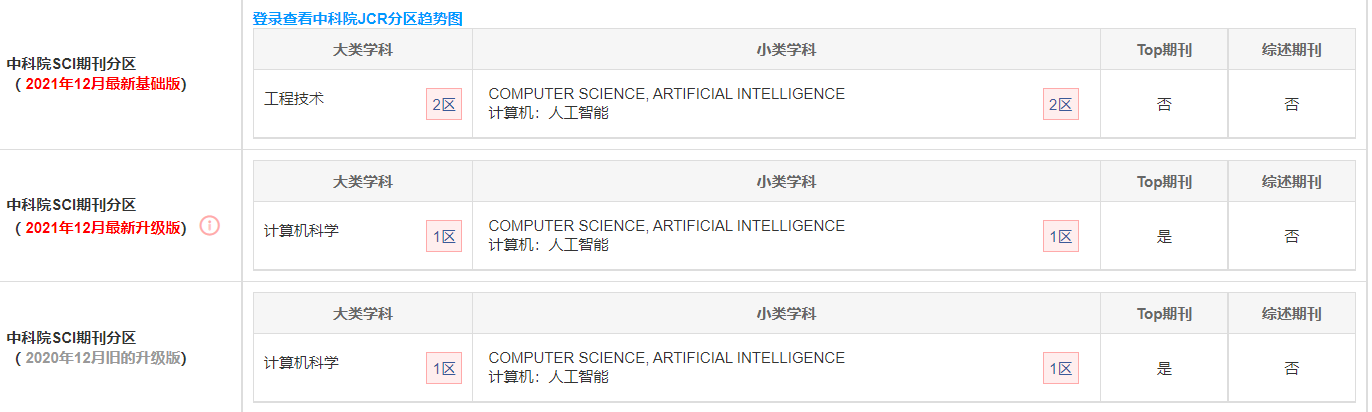 登录查看中科院JCR分区趋势图
中科院SCI期刊分区
（2021年12月最新基础版)
大类学科 小类学科 Top期刊 综述期刊
工程技术 2区 COMPUTER SCIENCE, ARTIFICIAL INTELLIGENCE
计算机：人工智能 2区 否 否
中科院SCI期刊分区
（2021年12月最新升级版)
大类学科 小类学科 Top期刊 综述期刊
计算机科学 1区 COMPUTER SCIENCE, ARTIFICIAL INTELLIGENCE
计算机：人工智能 1区 是 否
中科院SCI期刊分区
（2020年12月旧的升级版)
大类学科 小类学科 Top期刊 综述期刊
计算机科学 1区 COMPUTER SCIENCE, ARTIFICIAL INTELLIGENCE
计算机：人工智能 1区 是 否